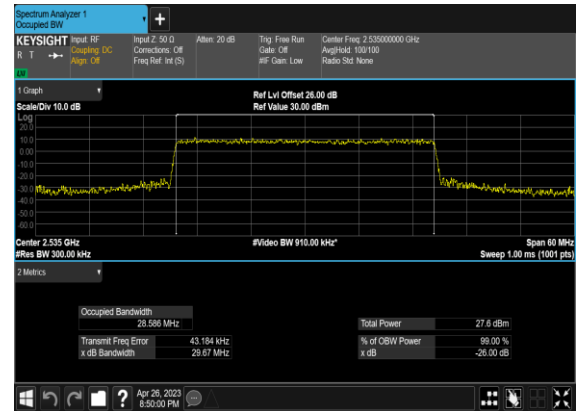 Spectrum Analyzer 1
Occupied BW
KEYSIGHT Input: RF Input Z: 50 Ω Atten: 20 dB Trig: Free Run Center Freq: 2.535000000 GHz
R T Coupling: DC Corrections: Off Gate: Off Avg|Hold: 100/100
Align: Off Freq Ref: Int (S) #IF Gain: Low Radio Std: None
LXI
1 Graph
Ref Lvl Offset 26.00 dB
Scale/Div 10.0 dB Ref Value 30.00 dBm
Log
20.0
10.0
0.00
-10.0
-20.0
-30.0
-40.0
-50.0
-60.0
Center 2.535 GHz #Video BW 910.00 kHz* Span 60 MHz
#Res BW 300.00 kHz Sweep 1.00 ms (1001 pts)
2 Metrics
Occupied Bandwidth
28.586 MHz Total Power 27.6 dBm
Transmit Freq Error 43.184 kHz % of OBW Power 99.00 %
x dB Bandwidth 29.67 MHz x dB -26.00 dB
? Apr 26, 2023
8:50:00 PM